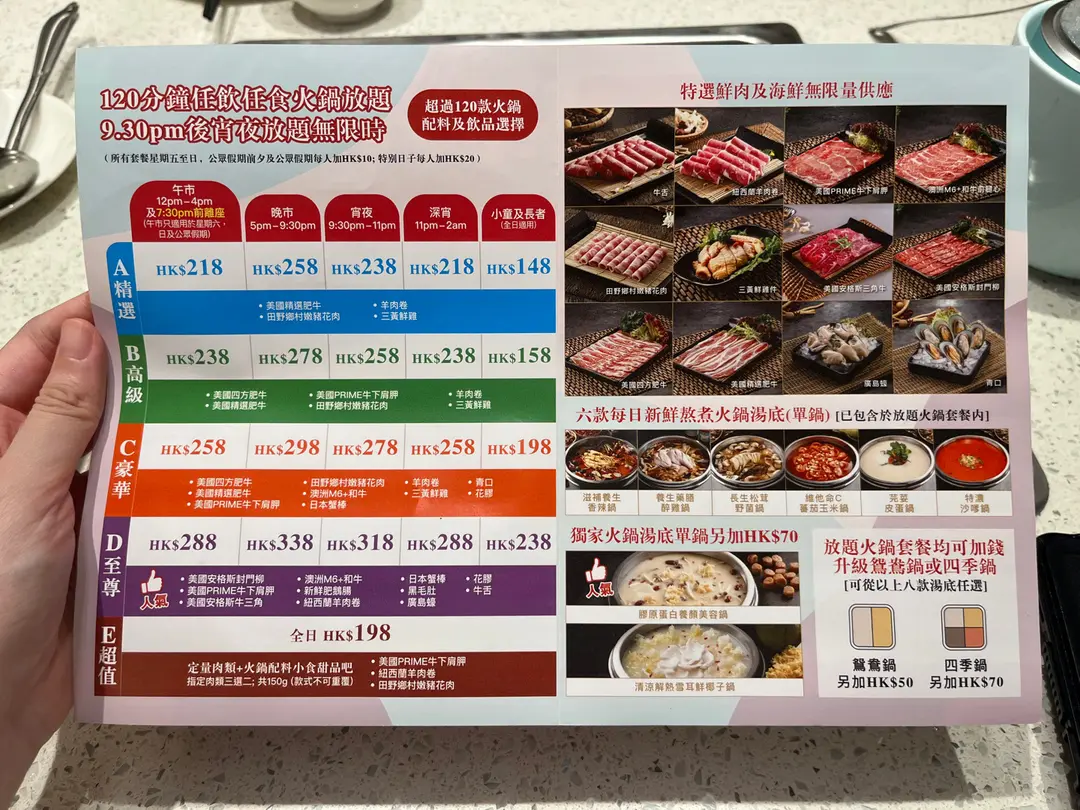 120分鐘任飲任食火鍋放題
9.30pm後宵夜放題無限時
超過120款火鍋
配料及飲品選擇
(所有套餐星期五至日，公眾假期前夕及公眾假期每人加HK$10; 特別日子每人加HK$20)
午市
12pm–4pm
及7:30pm前離座
(午市只適用於星期六，
日及公眾假期)
晚市
5pm–9:30pm
宵夜
9:30pm–11pm
深宵
11pm–2am
小童及長者
(全日適用)
A精選
HK$218 HK$258 HK$238 HK$218 HK$148
• 美國精選肥牛 • 羊肉卷
• 田野鄉村嫩豬花肉 • 三黃鮮雞
B高級
HK$238 HK$278 HK$258 HK$238 HK$158
• 美國四方肥牛 • 美國PRIME牛下肩胛 • 羊肉卷
• 美國精選肥牛 • 田野鄉村嫩豬花肉 • 三黃鮮雞
C豪華
HK$258 HK$298 HK$278 HK$258 HK$198
• 美國四方肥牛 • 田野鄉村嫩豬花肉 • 羊肉卷 • 青口
• 美國精選肥牛 • 澳洲M6+和牛 • 三黃鮮雞 • 花膠
• 美國PRIME牛下肩胛 • 日本蟹棒
D至尊
HK$288 HK$338 HK$318 HK$288 HK$238
人氣
• 美國安格斯封門柳 • 澳洲M6+和牛 • 日本蟹棒 • 花膠
• 美國PRIME牛下肩胛 • 新鮮肥鵝腸 • 黑毛肚 • 牛舌
• 美國安格斯牛三角 • 紐西蘭羊肉卷 • 廣島蠔
E超值
全日 HK$198
定量肉類+火鍋配料小食甜品吧
指定肉類三選二; 共150g (款式不可重覆)
• 美國PRIME牛下肩胛
• 紐西蘭羊肉卷
• 田野鄉村嫩豬花肉
特選鮮肉及海鮮無限量供應
牛舌 紐西蘭羊肉卷 美國PRIME牛下肩胛 澳洲M6+和牛前腱心
田野鄉村嫩豬花肉 三黃鮮雞件 美國安格斯三角牛 美國安格斯封門柳
美國四方肥牛 美國精選肥牛 廣島蠔 青口
六款每日新鮮熬煮火鍋湯底(單鍋) [已包含於放題火鍋套餐內]
滋補養生
香辣鍋
養生藥膳
醉雞鍋
長生松茸
野菌鍋
維他命C
蕃茄玉米鍋
芫荽
皮蛋鍋
特濃
沙嗲鍋
獨家火鍋湯底單鍋另加HK$70
人氣
膠原蛋白養顏美容鍋
清涼解熱雪耳鮮椰子鍋
放題火鍋套餐均可加錢
升級鴛鴦鍋或四季鍋
[可從以上八款湯底任選]
鴛鴦鍋
另加HK$50
四季鍋
另加HK$70